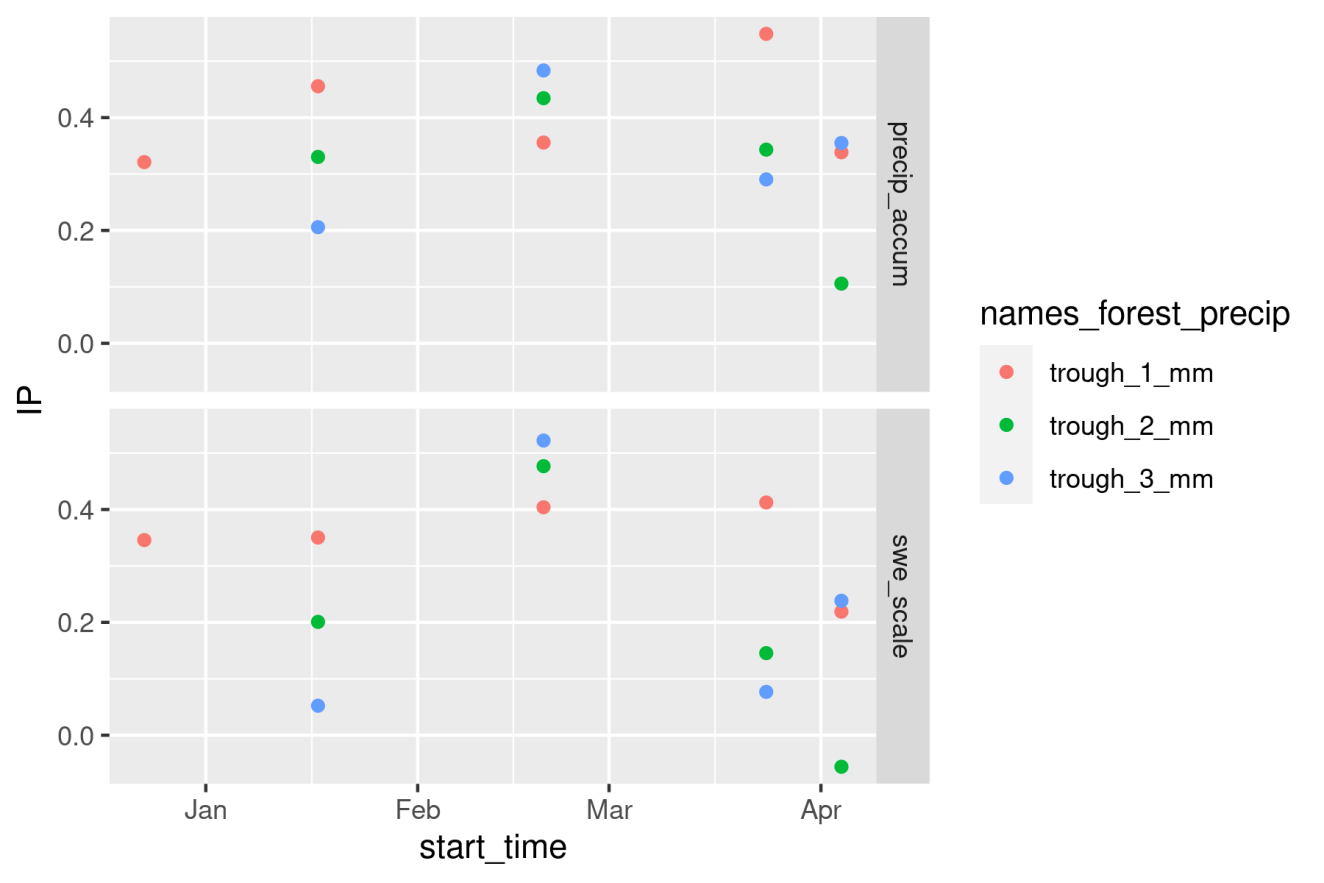 IP
0.4
0.2
0.0
precip_accum
0.4
0.2
0.0
swe_scale
Jan Feb Mar Apr
start_time
names_forest_precip
trough_1_mm
trough_2_mm
trough_3_mm